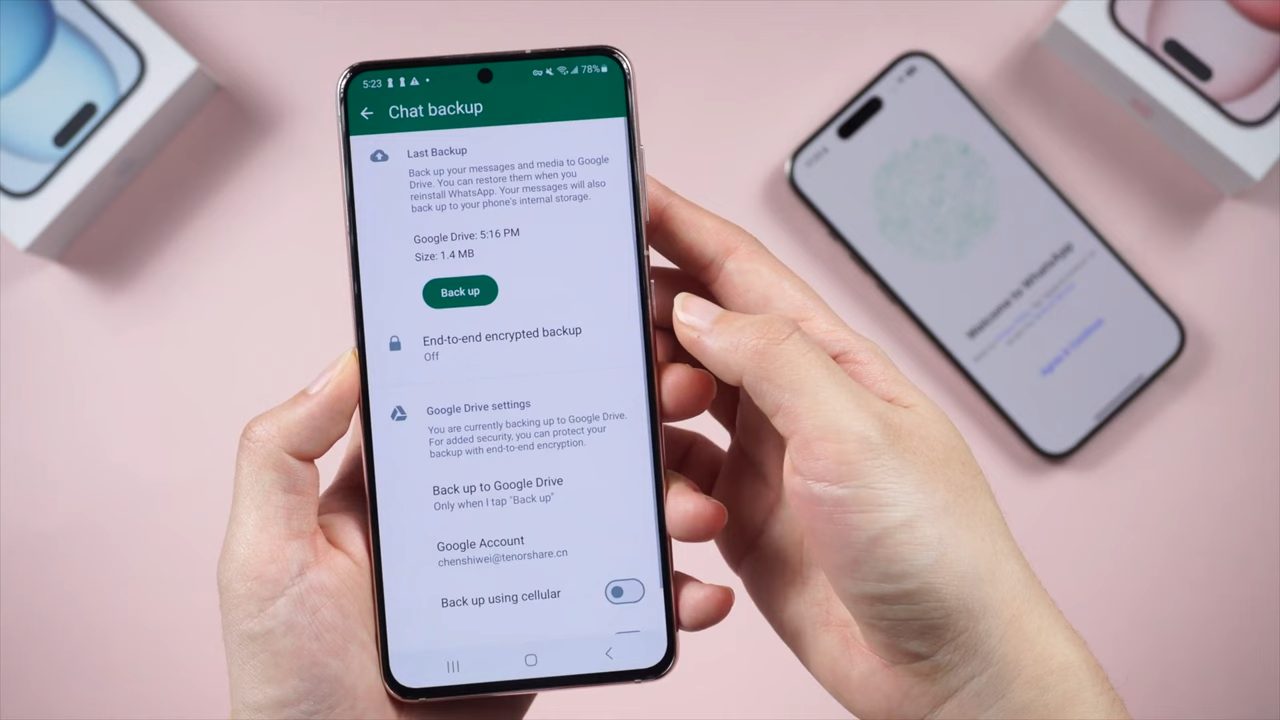 5:23
78%
Chat backup
Last Backup
Back up your messages and media to Google
Drive. You can restore them when you
reinstall WhatsApp. Your messages will also
back up to your phone's internal storage.
Google Drive: 5:16 PM
Size: 1.4 MB
Back up
End-to-end encrypted backup
Off
Google Drive settings
You are currently backing up to Google Drive.
For added security, you can protect your
backup with end-to-end encryption.
Back up to Google Drive
Only when I tap "Back up"
Google Account
chenshiwei@tenorshare.cn
Back up using cellular
Welcome to WhatsApp
Agree & Continue